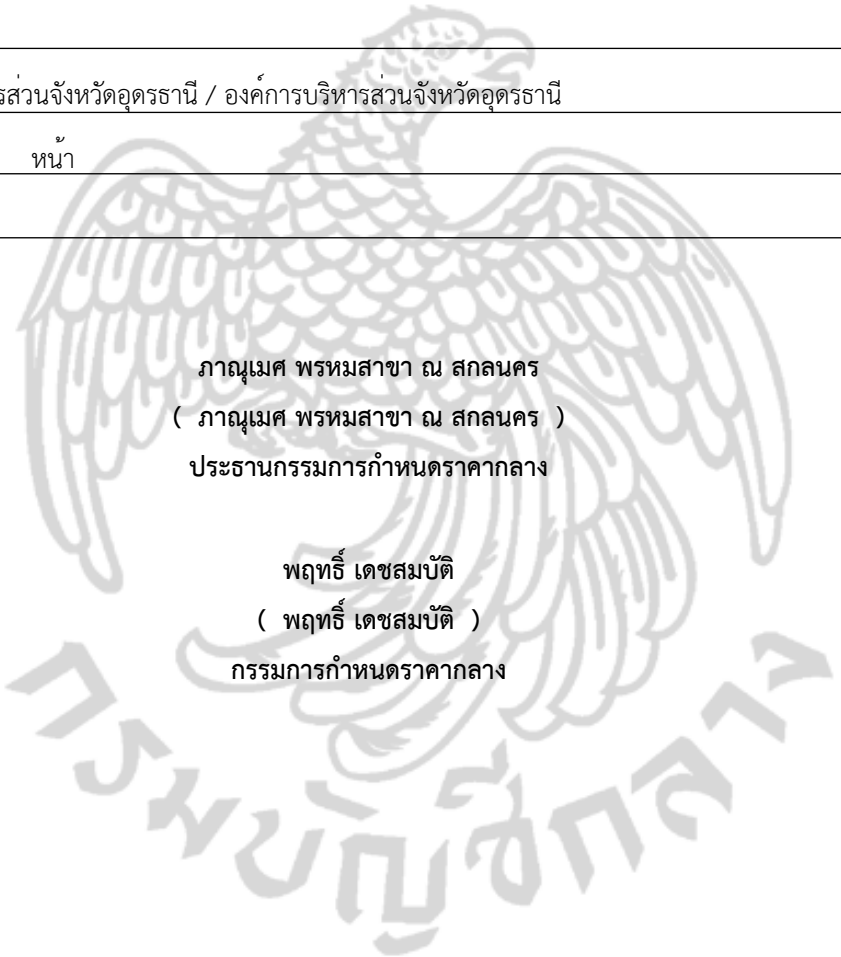 รส่วนจังหวัดอุดรธานี / องค์การบริหารส่วนจังหวัดอุดรธานี
หน้า
ภาณุเมศ พรหมสาขา ณ สกลนคร
( ภาณุเมศ พรหมสาขา ณ สกลนคร )
ประธานกรรมการกำหนดราคากลาง
พฤทธิ์ เดชสมบัติ
( พฤทธิ์ เดชสมบัติ )
กรรมการกำหนดราคากลาง
กรมบัญชีกลาง